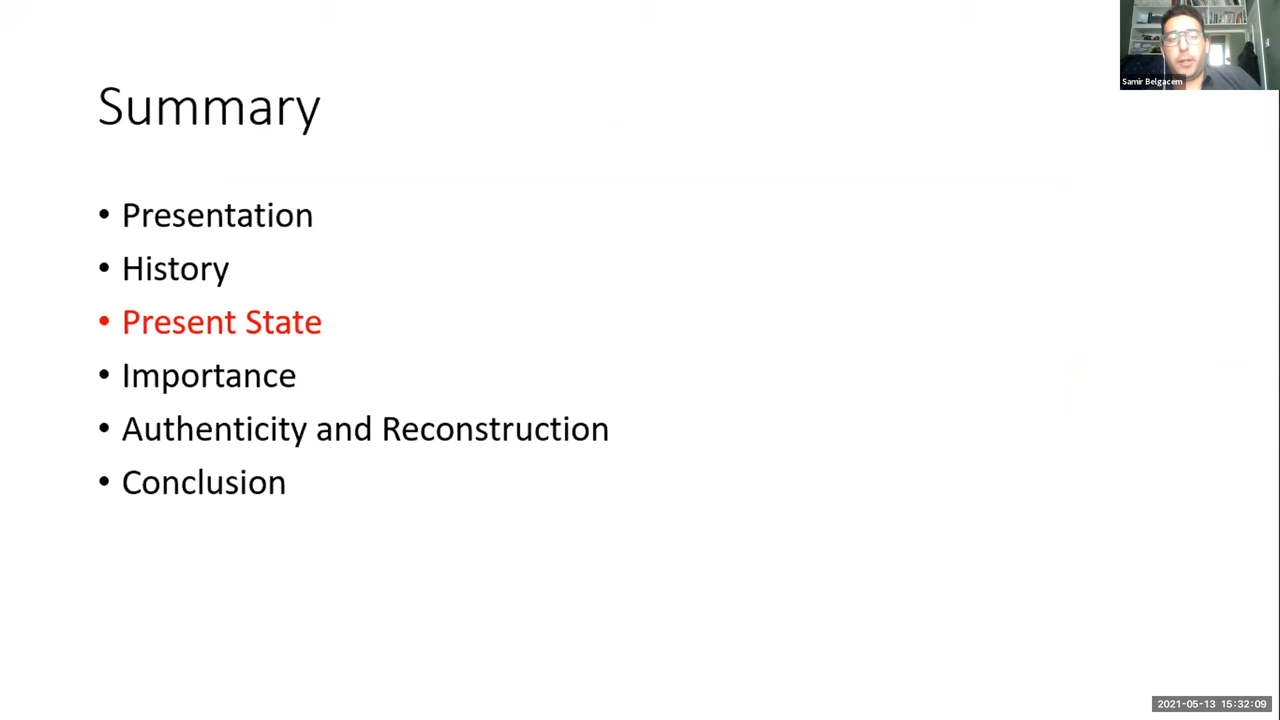 Samir Belgacem
Summary
• Presentation
• History
• Present State
• Importance
• Authenticity and Reconstruction
• Conclusion
2021-05-13 15:32:09